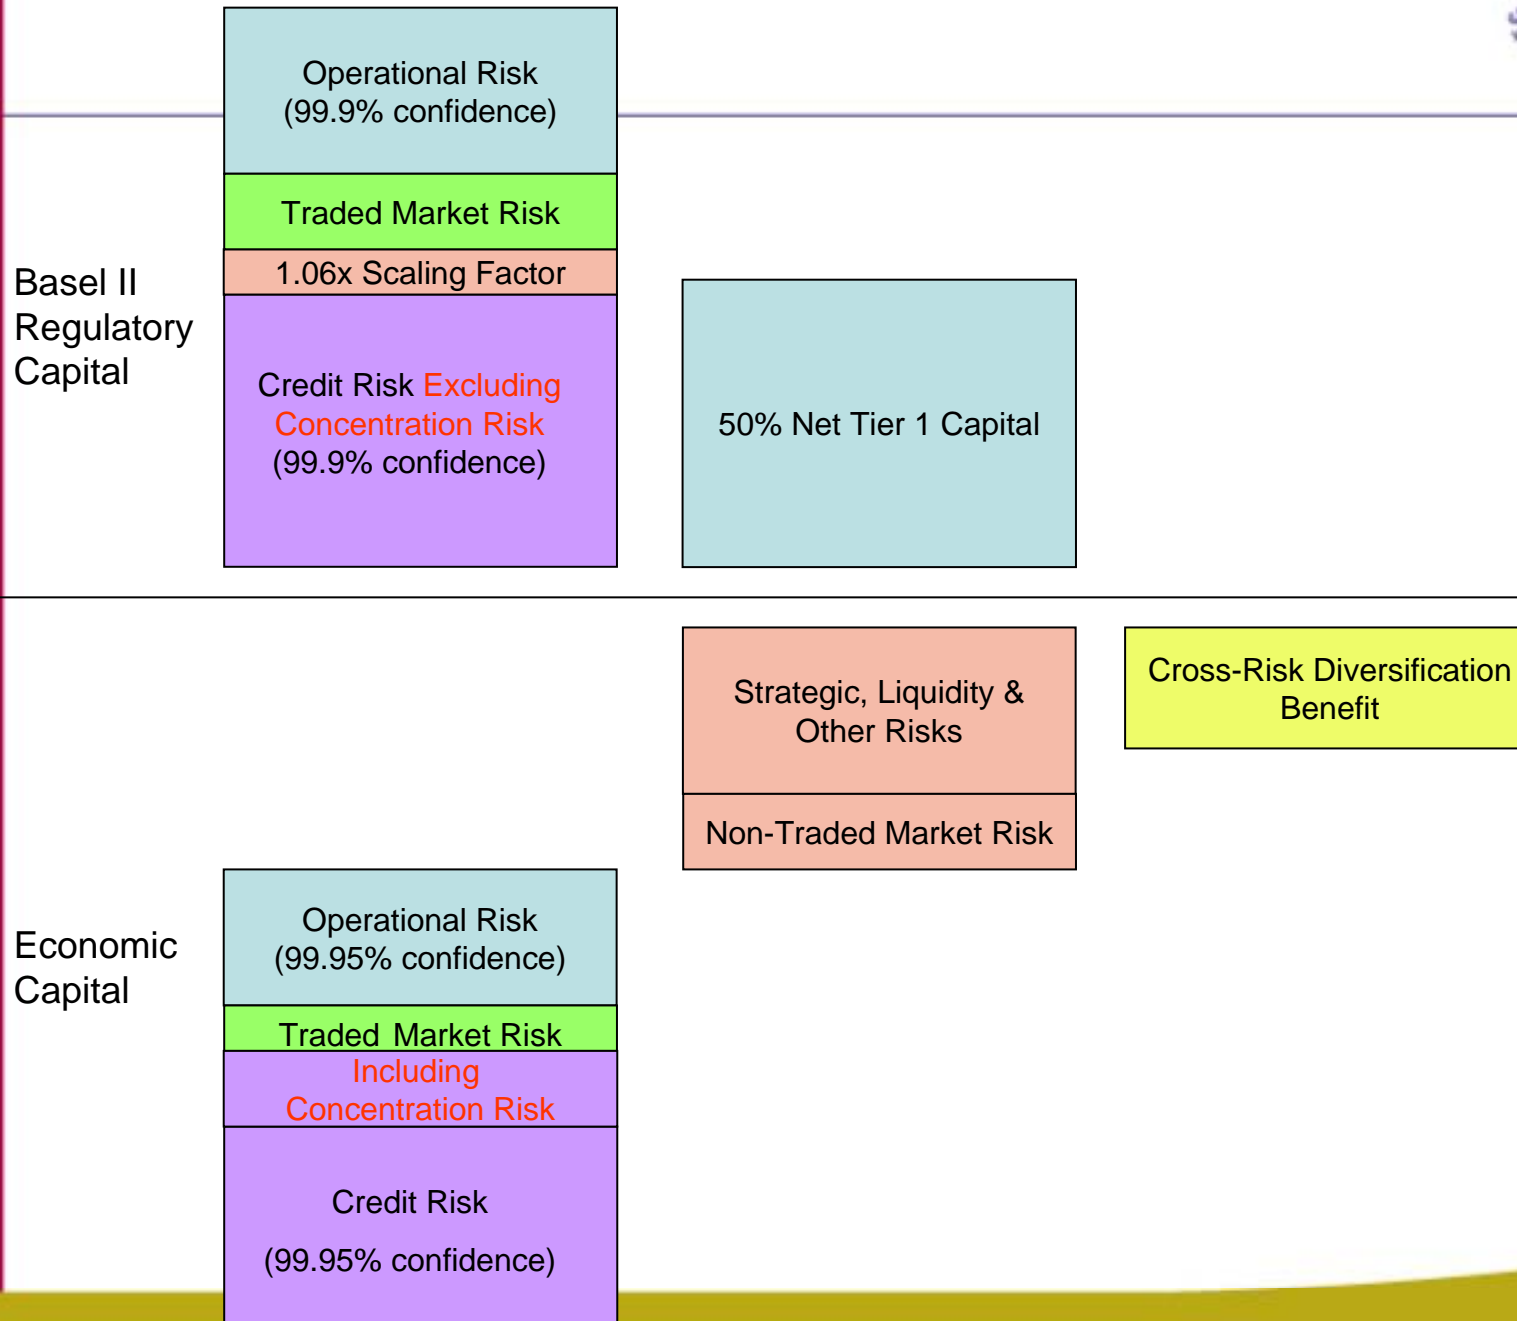 Operational Risk
(99.9% confidence)
Traded Market Risk
1.06x Scaling Factor
Basel II
Regulatory
Capital
Credit Risk Excluding
Concentration Risk
(99.9% confidence)
50% Net Tier 1 Capital
Strategic, Liquidity &
Other Risks
Cross-Risk Diversification
Benefit
Non-Traded Market Risk
Economic
Capital
Operational Risk
(99.95% confidence)
Traded Market Risk
Including
Concentration Risk
Credit Risk
(99.95% confidence)